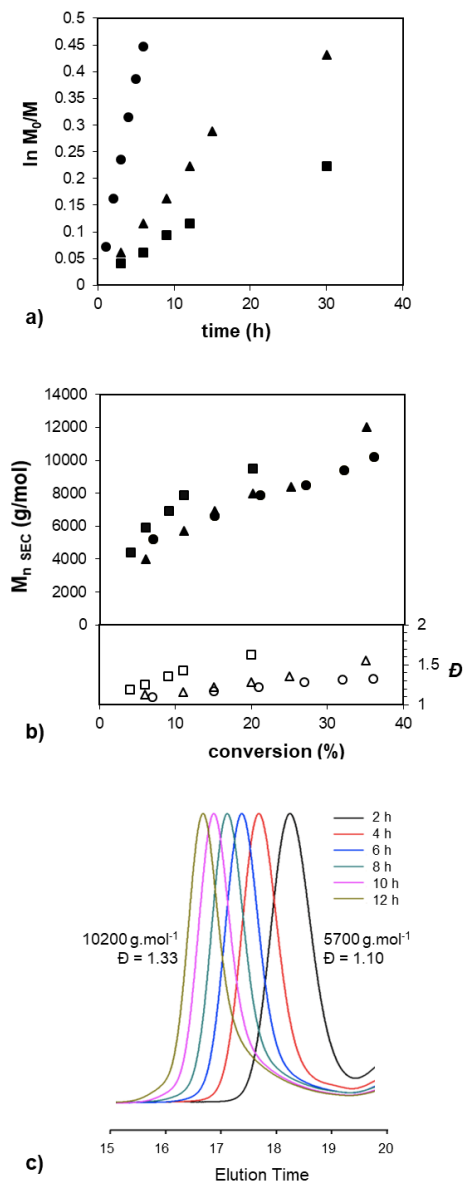 0.5
0.45
0.4
0.35
0.3
0.25
0.2
0.15
0.1
0.05
0
ln M0/M
0 10 20 30 40
time (h)
a)
14000
12000
10000
8000
6000
4000
2000
0
Mn SEC (g/mol)
2
1.5
1
Đ
0 10 20 30 40
conversion (%)
b)
2 h
4 h
6 h
8 h
10 h
12 h
10200 g.mol-1
Đ = 1.33
5700 g.mol-1
Đ = 1.10
15 16 17 18 19 20
Elution Time
c)